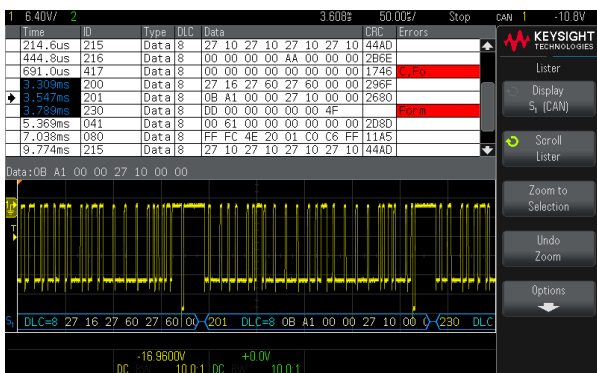 1 6.40V/ 2 3.608s 50.00s/ Stop CAN 1 -10.8V
Time ID Type DLC Data CRC Errors
214.6us 215 Data 8 27 10 27 10 27 10 27 10 44AD
444.8us 216 Data 8 00 00 00 00 AA 00 00 00 2B6E
691.0us 417 Data 8 00 00 00 00 00 00 00 00 1746 C,Fo
3.309ms 200 Data 8 27 16 27 60 27 60 00 00 296F
3.547ms 201 Data 8 0B A1 00 00 27 10 00 00 2680
3.789ms 230 Data 8 DD 00 00 00 00 00 4F Form
5.369ms 041 Data 8 00 61 00 00 00 00 00 00 2D8D
7.038ms 080 Data 8 FF FC 4E 20 01 C0 C6 FF 11A5
9.774ms 215 Data 8 27 10 27 10 27 10 27 10 44AD
Data:0B A1 00 00 27 10 00 00
T
S1 DLC=8 27 16 27 60 27 60 00 201 DLC=8 0B A1 00 00 27 10 00 230 DLC
-16.9600V +0.0V
DC 10.0:1 DC 10.0:1
KEYSIGHT
TECHNOLOGIES
Lister
Display
S1 (CAN)
Scroll
Lister
Zoom to
Selection
Undo
Zoom
Options